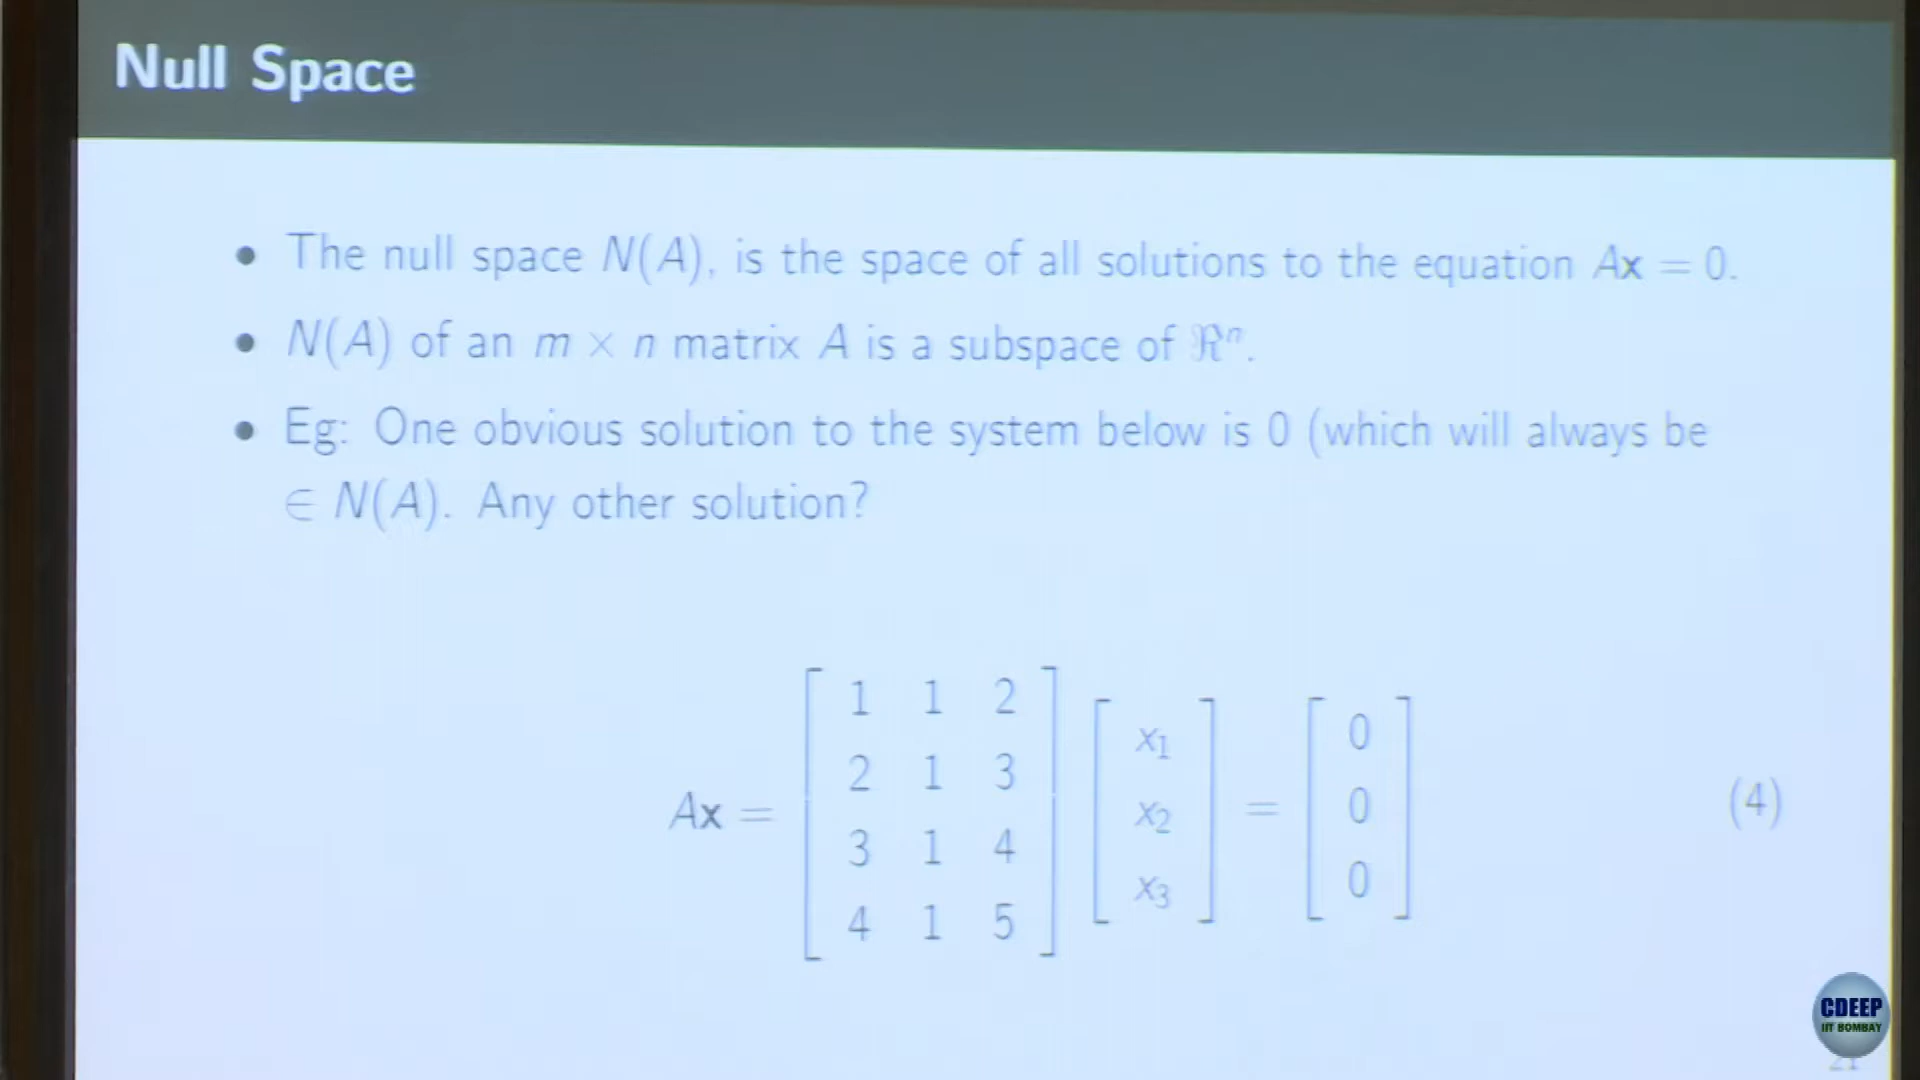 Null Space
• The null space N(A), is the space of all solutions to the equation Ax = 0.
• N(A) of an m × n matrix A is a subspace of ℜⁿ.
• Eg: One obvious solution to the system below is 0 (which will always be
∈ N(A). Any other solution?
1 1 2
2 1 3
3 1 4
4 1 5
Ax =
x₁
x₂
x₃
=
0
0
0
(4)
CDEEP
IIT BOMBAY